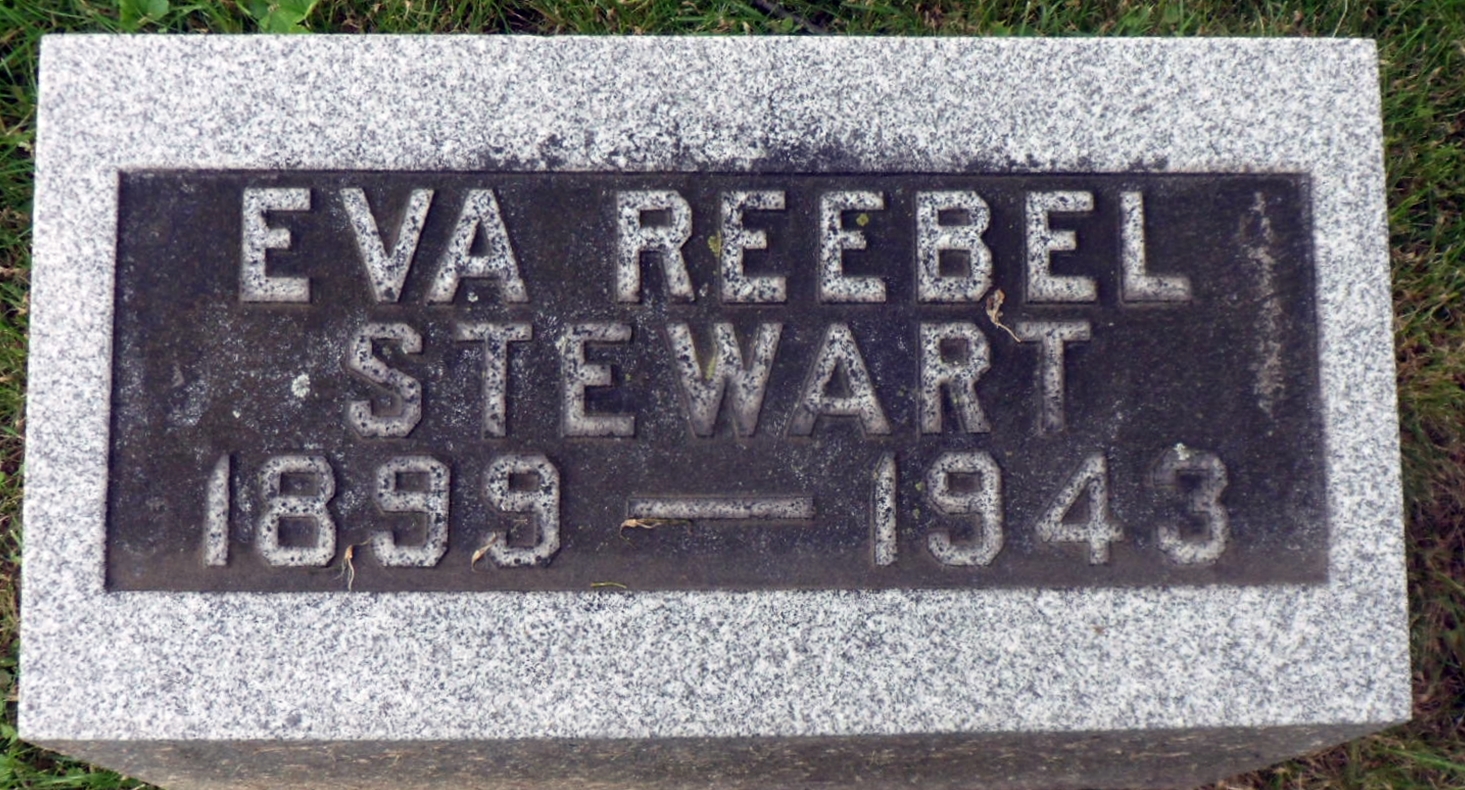 EVA REEBEL
STEWART
1899 — 1943